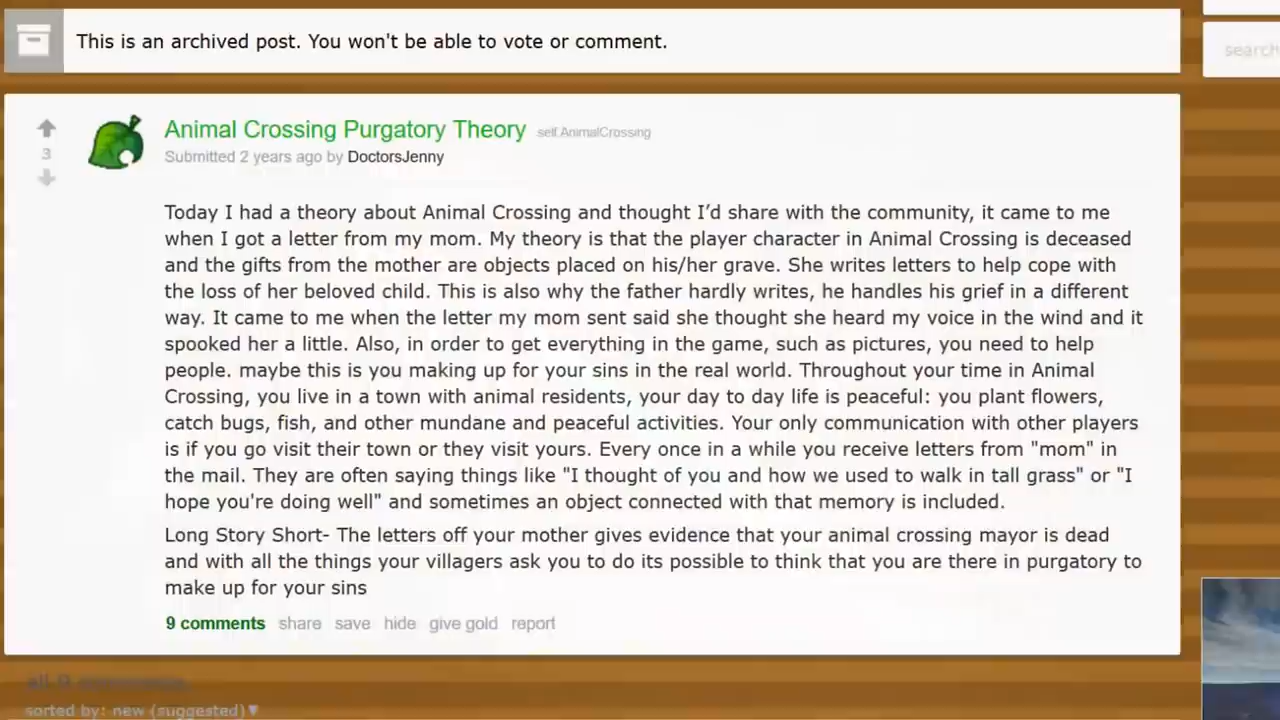 This is an archived post. You won't be able to vote or comment.
search
Animal Crossing Purgatory Theory self.AnimalCrossing
3
Submitted 2 years ago by DoctorsJenny
Today I had a theory about Animal Crossing and thought I’d share with the community, it came to me
when I got a letter from my mom. My theory is that the player character in Animal Crossing is deceased
and the gifts from the mother are objects placed on his/her grave. She writes letters to help cope with
the loss of her beloved child. This is also why the father hardly writes, he handles his grief in a different
way. It came to me when the letter my mom sent said she thought she heard my voice in the wind and it
spooked her a little. Also, in order to get everything in the game, such as pictures, you need to help
people. maybe this is you making up for your sins in the real world. Throughout your time in Animal
Crossing, you live in a town with animal residents, your day to day life is peaceful: you plant flowers,
catch bugs, fish, and other mundane and peaceful activities. Your only communication with other players
is if you go visit their town or they visit yours. Every once in a while you receive letters from "mom" in
the mail. They are often saying things like "I thought of you and how we used to walk in tall grass" or "I
hope you're doing well" and sometimes an object connected with that memory is included.
Long Story Short- The letters off your mother gives evidence that your animal crossing mayor is dead
and with all the things your villagers ask you to do its possible to think that you are there in purgatory to
make up for your sins
9 comments share save hide give gold report
all 9 comments
sorted by: new (suggested)▼